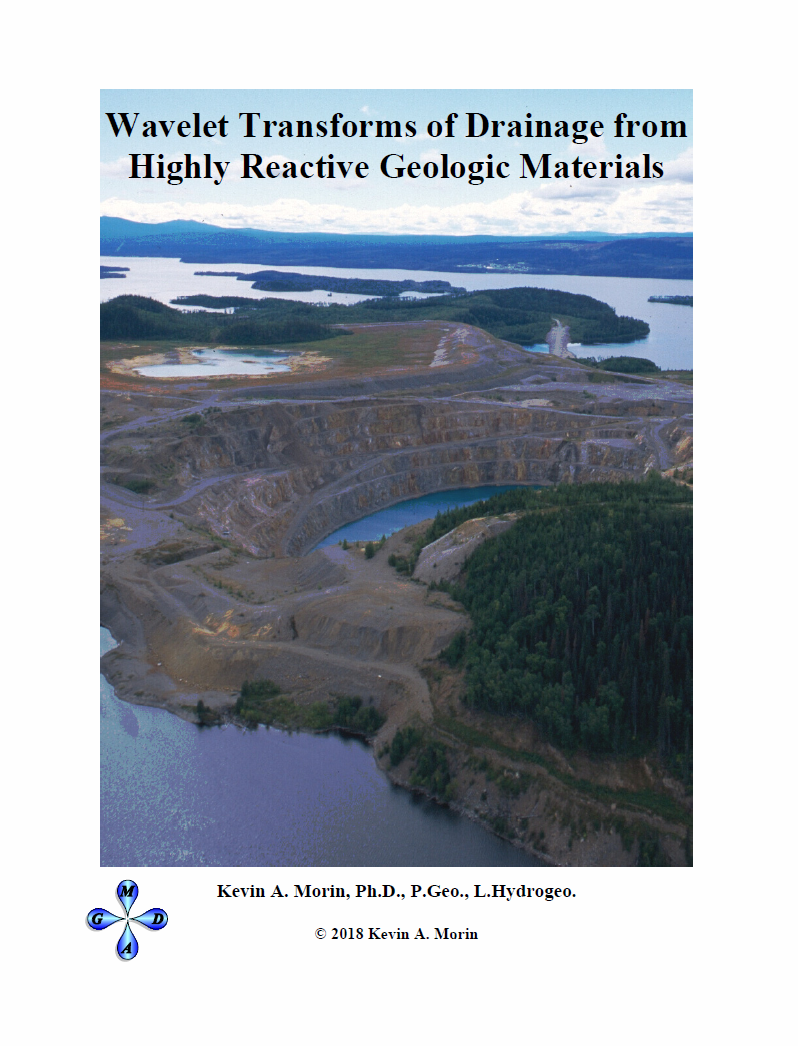 Wavelet Transforms of Drainage from
Highly Reactive Geologic Materials
M
G D
A
Kevin A. Morin, Ph.D., P.Geo., L.Hydrogeo.
© 2018 Kevin A. Morin